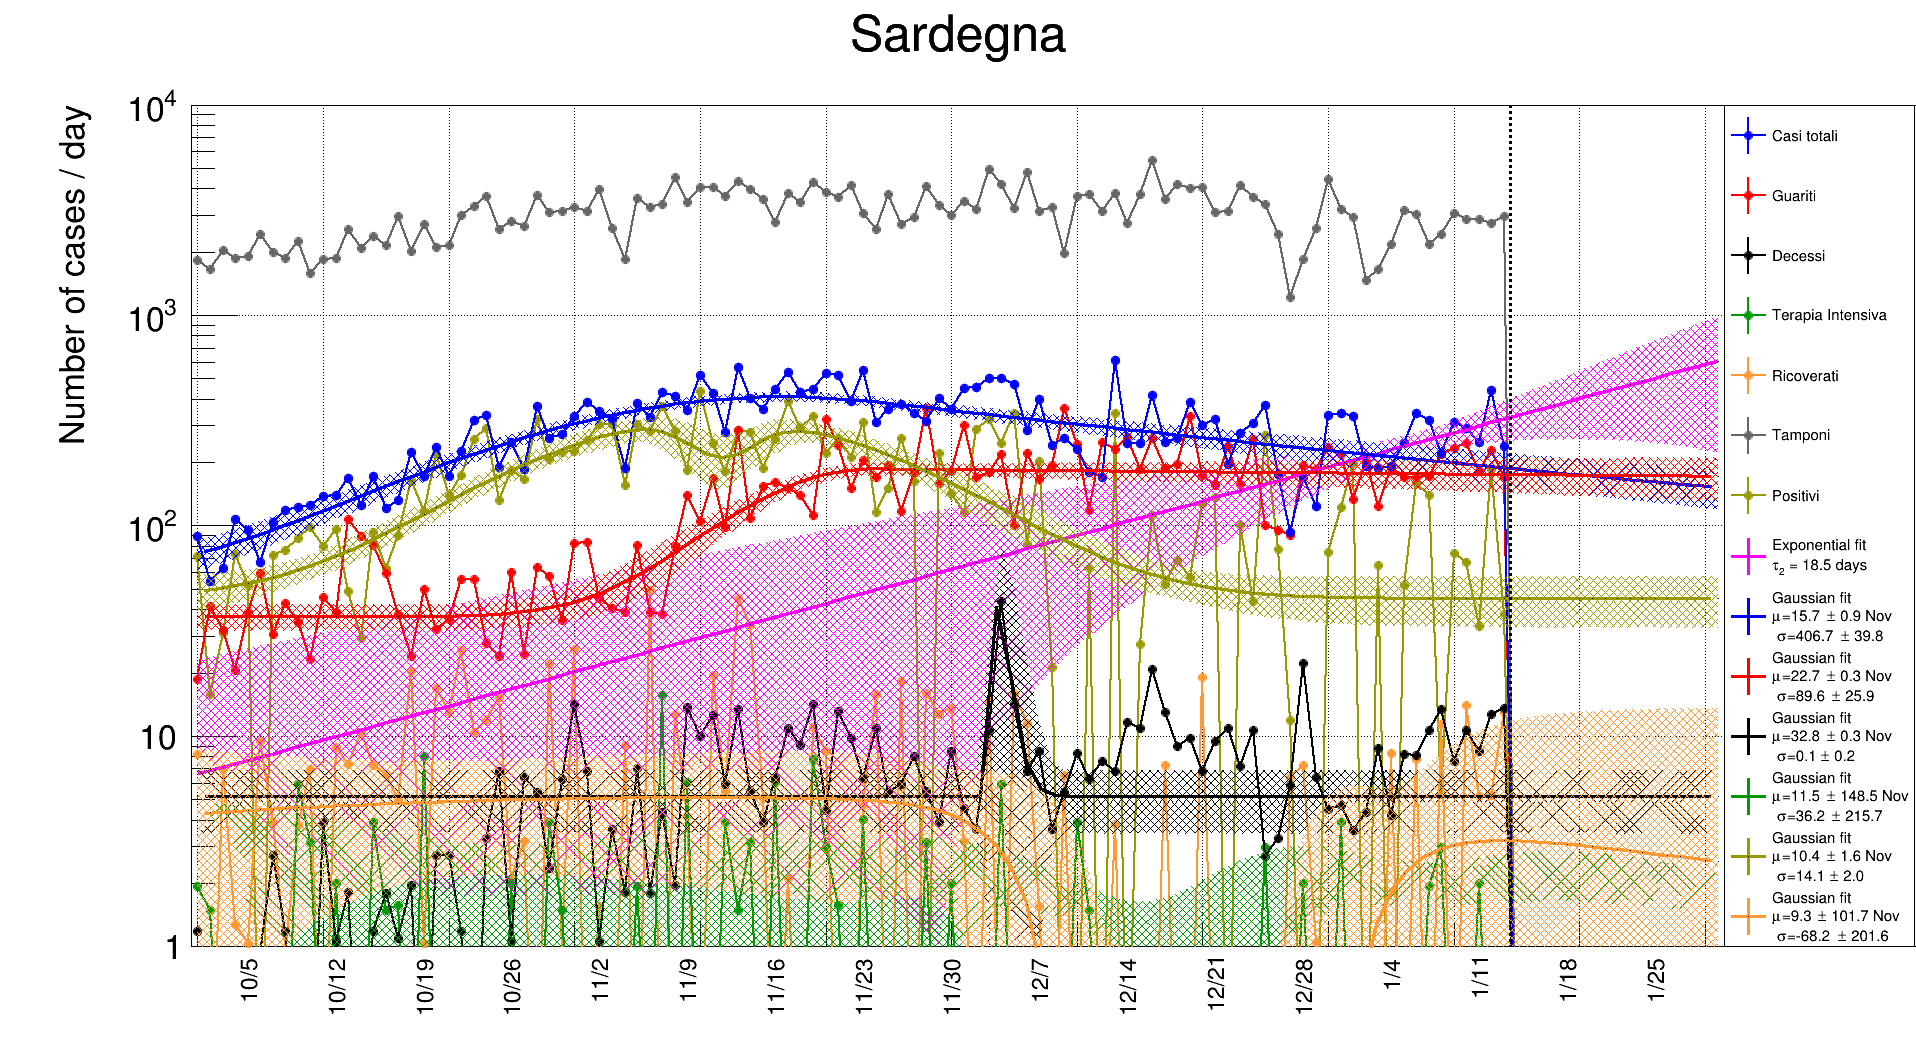 Sardegna
Number of cases / day
10^4
10^3
10^2
10
1
10/5
10/12
10/19
10/26
11/2
11/9
11/16
11/23
11/30
12/7
12/14
12/21
12/28
1/4
1/11
1/18
1/25
Casi totali
Guariti
Decessi
Terapia Intensiva
Ricoverati
Tamponi
Positivi
Exponential fit
τ₂ = 18.5 days
Gaussian fit
μ=15.7 ± 0.9 Nov
σ=406.7 ± 39.8
Gaussian fit
μ=22.7 ± 0.3 Nov
σ=89.6 ± 25.9
Gaussian fit
μ=32.8 ± 0.3 Nov
σ=0.1 ± 0.2
Gaussian fit
μ=11.5 ± 148.5 Nov
σ=36.2 ± 215.7
Gaussian fit
μ=10.4 ± 1.6 Nov
σ=14.1 ± 2.0
Gaussian fit
μ=9.3 ± 101.7 Nov
σ=-68.2 ± 201.6